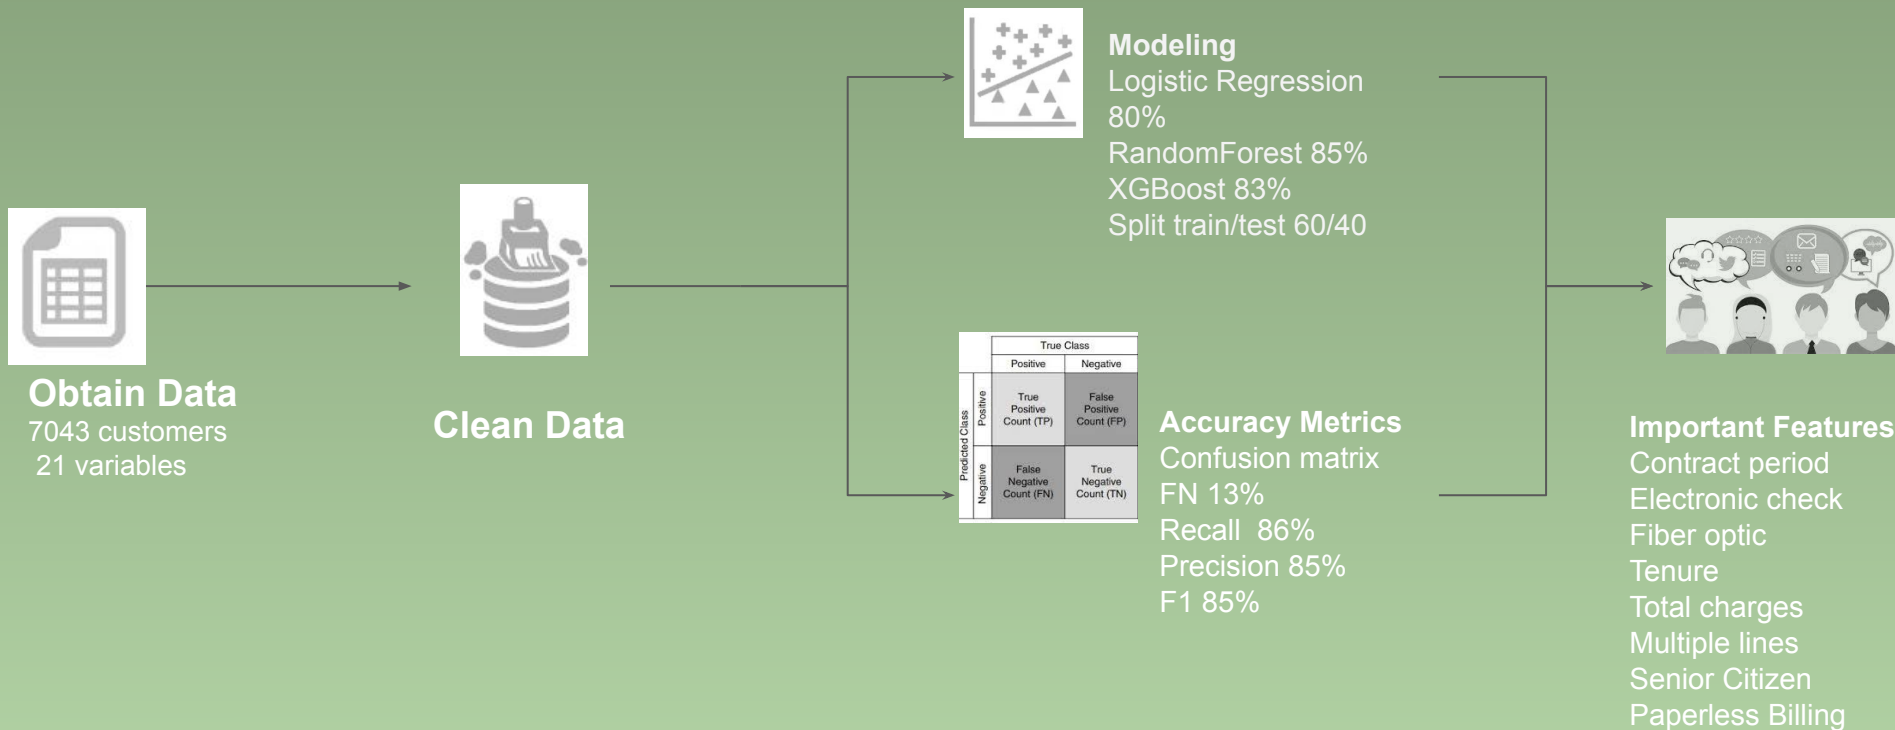 Obtain Data
7043 customers
21 variables
Clean Data
Modeling
Logistic Regression
80%
RandomForest 85%
XGBoost 83%
Split train/test 60/40
True Class
Positive Negative
Predicted Class
Positive
True
Positive
Count (TP)
False
Positive
Count (FP)
Negative
False
Negative
Count (FN)
True
Negative
Count (TN)
Accuracy Metrics
Confusion matrix
FN 13%
Recall 86%
Precision 85%
F1 85%
Important Features
Contract period
Electronic check
Fiber optic
Tenure
Total charges
Multiple lines
Senior Citizen
Paperless Billing